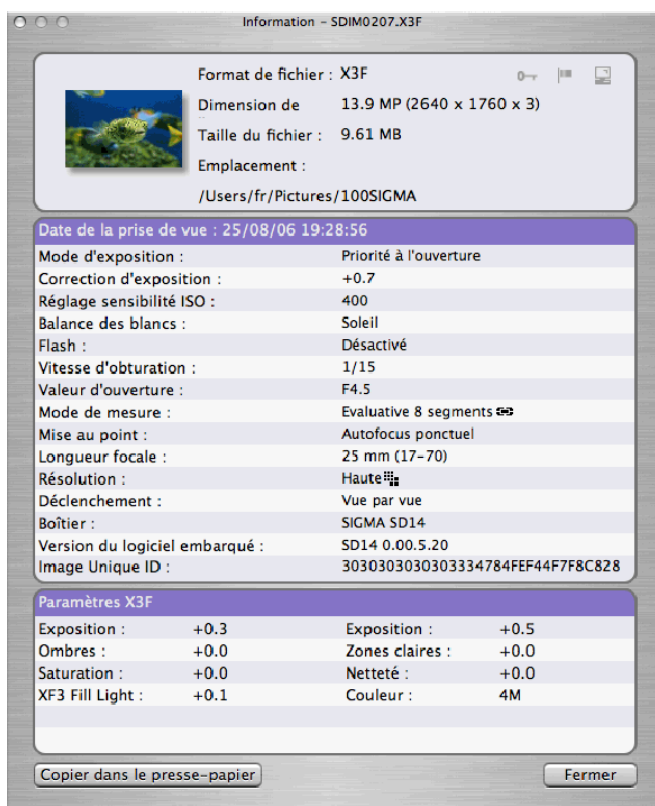 Information – SDIM0207.X3F
Format de fichier : X3F
Dimension de 13.9 MP (2640 x 1760 x 3)
Taille du fichier : 9.61 MB
Emplacement :
/Users/fr/Pictures/100SIGMA
Date de la prise de vue : 25/08/06 19:28:56
Mode d'exposition : Priorité à l'ouverture
Correction d'exposition : +0.7
Réglage sensibilité ISO : 400
Balance des blancs : Soleil
Flash : Désactivé
Vitesse d'obturation : 1/15
Valeur d'ouverture : F4.5
Mode de mesure : Evaluative 8 segments
Mise au point : Autofocus ponctuel
Longueur focale : 25 mm (17-70)
Résolution : Haute
Déclenchement : Vue par vue
Boîtier : SIGMA SD14
Version du logiciel embarqué : SD14 0.00.5.20
Image Unique ID : 3030303030303334784FEF44F7F8C828
Paramètres X3F
Exposition : +0.3 Exposition : +0.5
Ombres : +0.0 Zones claires : +0.0
Saturation : +0.0 Netteté : +0.0
XF3 Fill Light : +0.1 Couleur : 4M
Copier dans le presse-papier Fermer